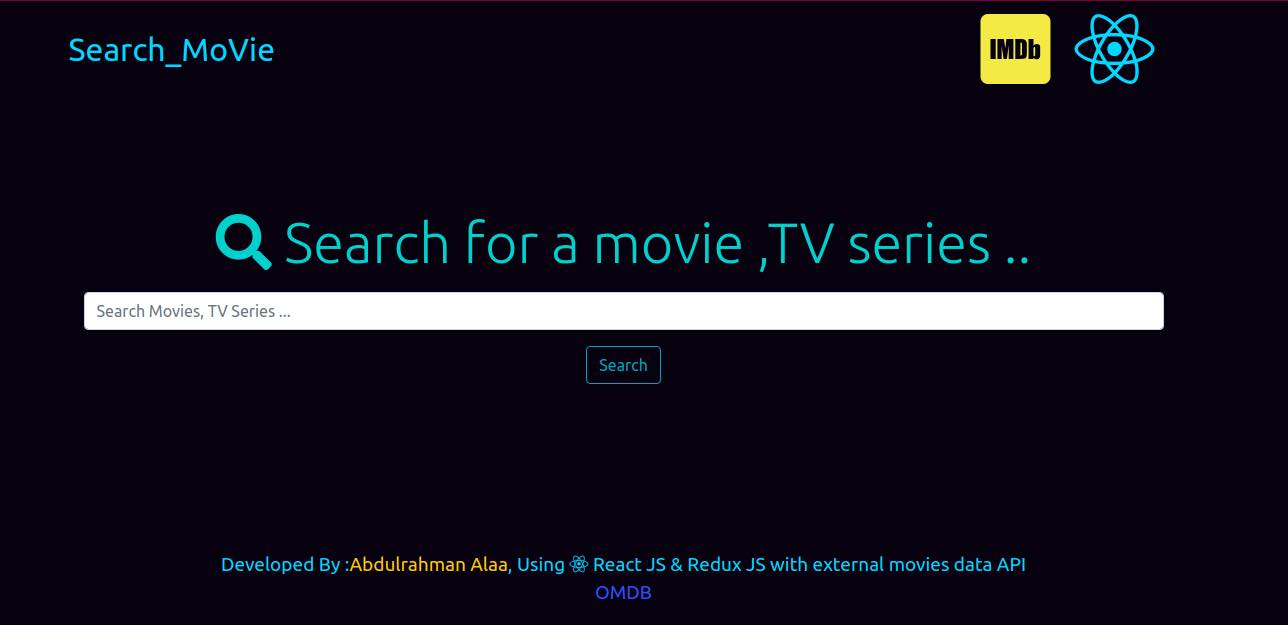 Search_MoVie
IMDb
Search for a movie ,TV series ..
Search Movies, TV Series ...
Search
Developed By :Abdulrahman Alaa, Using React JS & Redux JS with external movies data API
OMDB